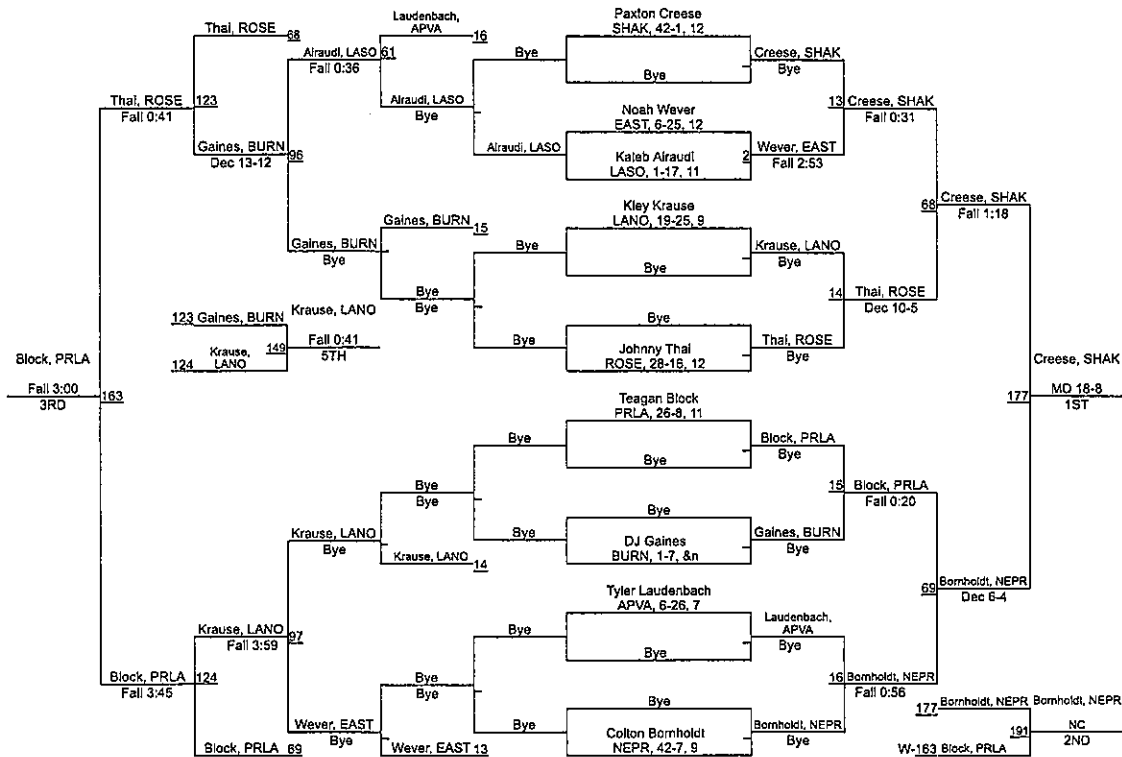 Paxton Creese
SHAK, 42-1, 12
Bye
Creese, SHAK
Bye
Noah Wever
EAST, 6-25, 12
Kaleb Airaudi
LASO, 1-17, 11
2 Wever, EAST
Fall 2:53
13 Creese, SHAK
Fall 0:31
Kley Krause
LANO, 19-25, 9
Bye
Krause, LANO
Bye
Bye
Johnny Thai
ROSE, 28-16, 12
Thai, ROSE
Bye
14 Thai, ROSE
Dec 10-5
68 Creese, SHAK
Fall 1:18
Teagan Block
PRLA, 26-8, 11
Bye
Block, PRLA
Bye
Bye
DJ Gaines
BURN, 1-7, &n
Gaines, BURN
Bye
15 Block, PRLA
Fall 0:20
Tyler Laudenbach
APVA, 6-26, 7
Bye
Laudenbach,
APVA
Bye
Bye
Colton Bornholdt
NEPR, 42-7, 9
Bornholdt, NEPR
Bye
16 Bornholdt, NEPR
Fall 0:56
69 Bornholdt, NEPR
Dec 6-4
Creese, SHAK
177 MD 18-8
1ST
177 Bornholdt, NEPR
W-163 Block, PRLA
Bornholdt, NEPR
191 NC
2ND
Bye
Airaudi, LASO
Laudenbach,
APVA 16
Airaudi, LASO
Bye
Airaudi, LASO 61
Fall 0:36
Bye
Bye
Gaines, BURN 15
Bye
Bye
Gaines, BURN
Bye
Thai, ROSE 68
Gaines, BURN 96
Dec 13-12
Thai, ROSE 123
Fall 0:41
123 Gaines, BURN
124 Krause,
LANO
Krause, LANO
149 Fall 0:41
5TH
Block, PRLA
Fall 3:00 163
3RD
Bye
Bye
Bye
Bye
Krause, LANO 14
Krause, LANO
Bye
Bye
Bye
Bye
Bye
Wever, EAST 13
Wever, EAST
Bye
Krause, LANO 97
Fall 3:59
Block, PRLA 69
Block, PRLA 124
Fall 3:45